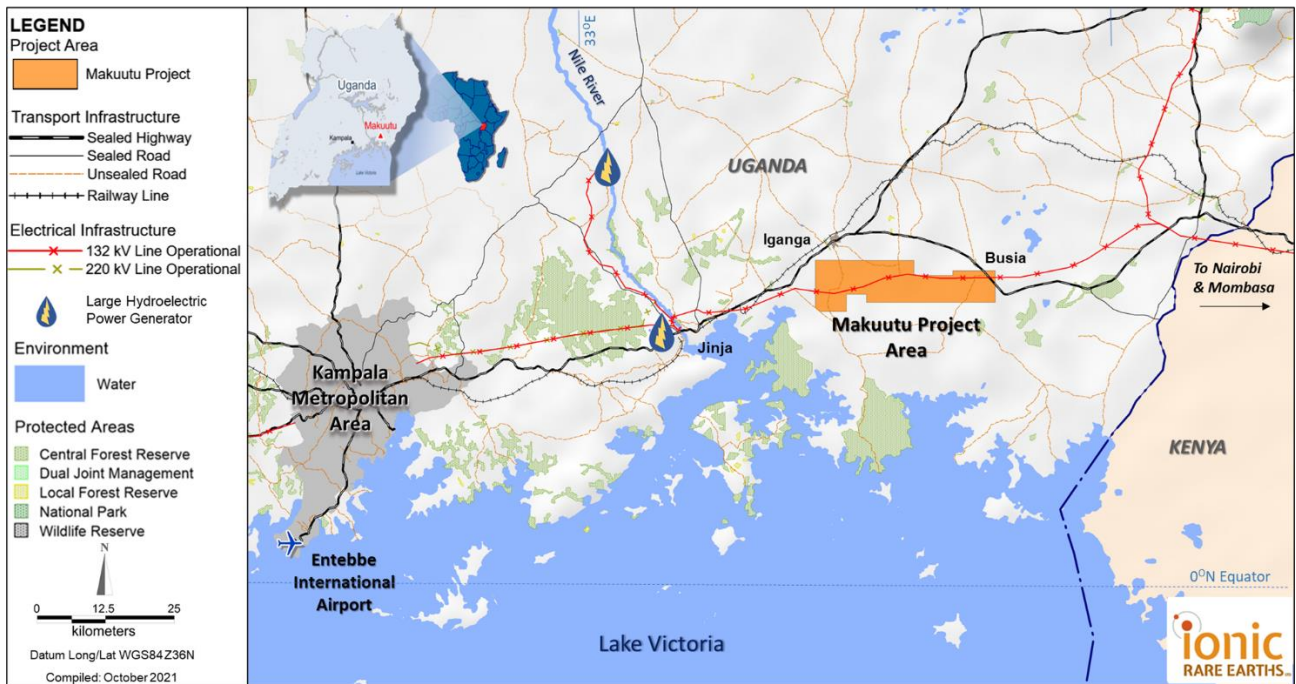 LEGEND
Project Area
Makuutu Project
Transport Infrastructure
Sealed Highway
Sealed Road
Unsealed Road
Railway Line
Electrical Infrastructure
132 kV Line Operational
220 kV Line Operational
Large Hydroelectric
Power Generator
Environment
Water
Protected Areas
Central Forest Reserve
Dual Joint Management
Local Forest Reserve
National Park
Wildlife Reserve
N
0 12.5 25
kilometers
Datum Long/Lat WGS84 Z36N
Compiled: October 2021
Uganda
Kampala
Makuutu
Lake Victoria
33°E
Nile River
UGANDA
Iganga
Busia
To Nairobi
& Mombasa
Makuutu Project
Area
Jinja
Kampala
Metropolitan
Area
KENYA
Entebbe
International
Airport
0°N Equator
Lake Victoria
ionic
RARE EARTHS